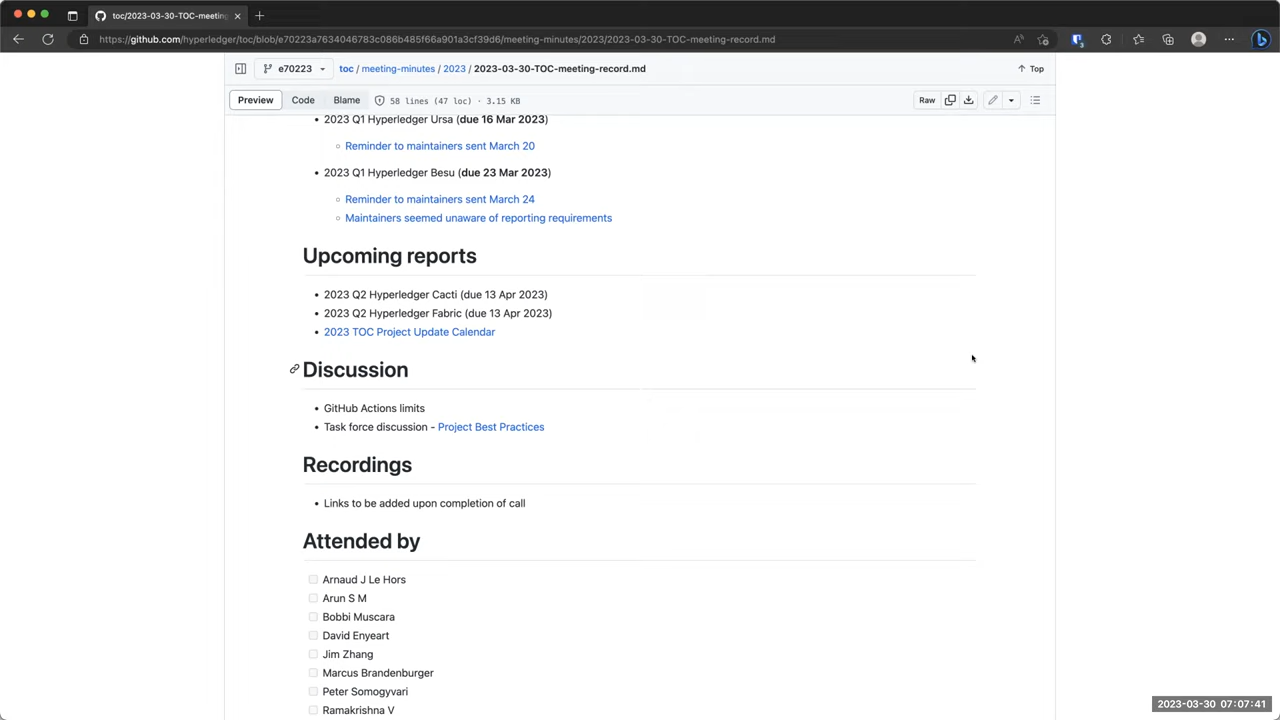 toc/2023-03-30-TOC-meeting
https://github.com/hyperledger/toc/blob/e70223a7634046783c086b485f66a901a3cf39d6/meeting-minutes/2023/2023-03-30-TOC-meeting-record.md
e70223 toc / meeting-minutes / 2023 / 2023-03-30-TOC-meeting-record.md Top
Preview Code Blame 58 lines (47 loc) · 3.15 KB Raw
• 2023 Q1 Hyperledger Ursa (due 16 Mar 2023)
◦ Reminder to maintainers sent March 20
• 2023 Q1 Hyperledger Besu (due 23 Mar 2023)
◦ Reminder to maintainers sent March 24
◦ Maintainers seemed unaware of reporting requirements
Upcoming reports
• 2023 Q2 Hyperledger Cacti (due 13 Apr 2023)
• 2023 Q2 Hyperledger Fabric (due 13 Apr 2023)
• 2023 TOC Project Update Calendar
Discussion
• GitHub Actions limits
• Task force discussion - Project Best Practices
Recordings
• Links to be added upon completion of call
Attended by
Arnaud J Le Hors
Arun S M
Bobbi Muscara
David Enyeart
Jim Zhang
Marcus Brandenburger
Peter Somogyvari
Ramakrishna V
2023-03-30 07:07:41